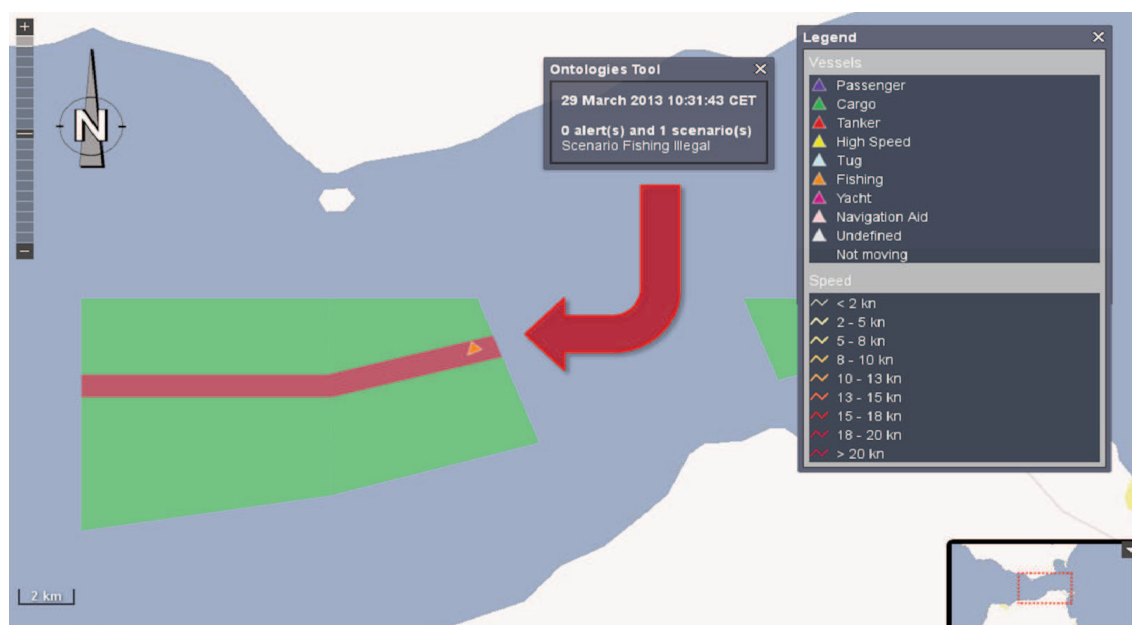 N
Ontologies Tool
29 March 2013 10:31:43 CET
0 alert(s) and 1 scenario(s)
Scenario Fishing Illegal
Legend
Vessels
Passenger
Cargo
Tanker
High Speed
Tug
Fishing
Yacht
Navigation Aid
Undefined
Not moving
Speed
< 2 kn
2 - 5 kn
5 - 8 kn
8 - 10 kn
10 - 13 kn
13 - 15 kn
15 - 18 kn
18 - 20 kn
> 20 kn
2 km